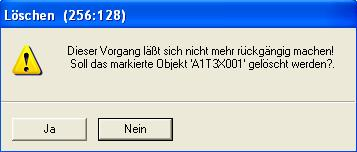 Löschen (256:128)
Dieser Vorgang läßt sich nicht mehr rückgängig machen!
Soll das markierte Objekt 'A1T3X001' gelöscht werden?.
Ja
Nein